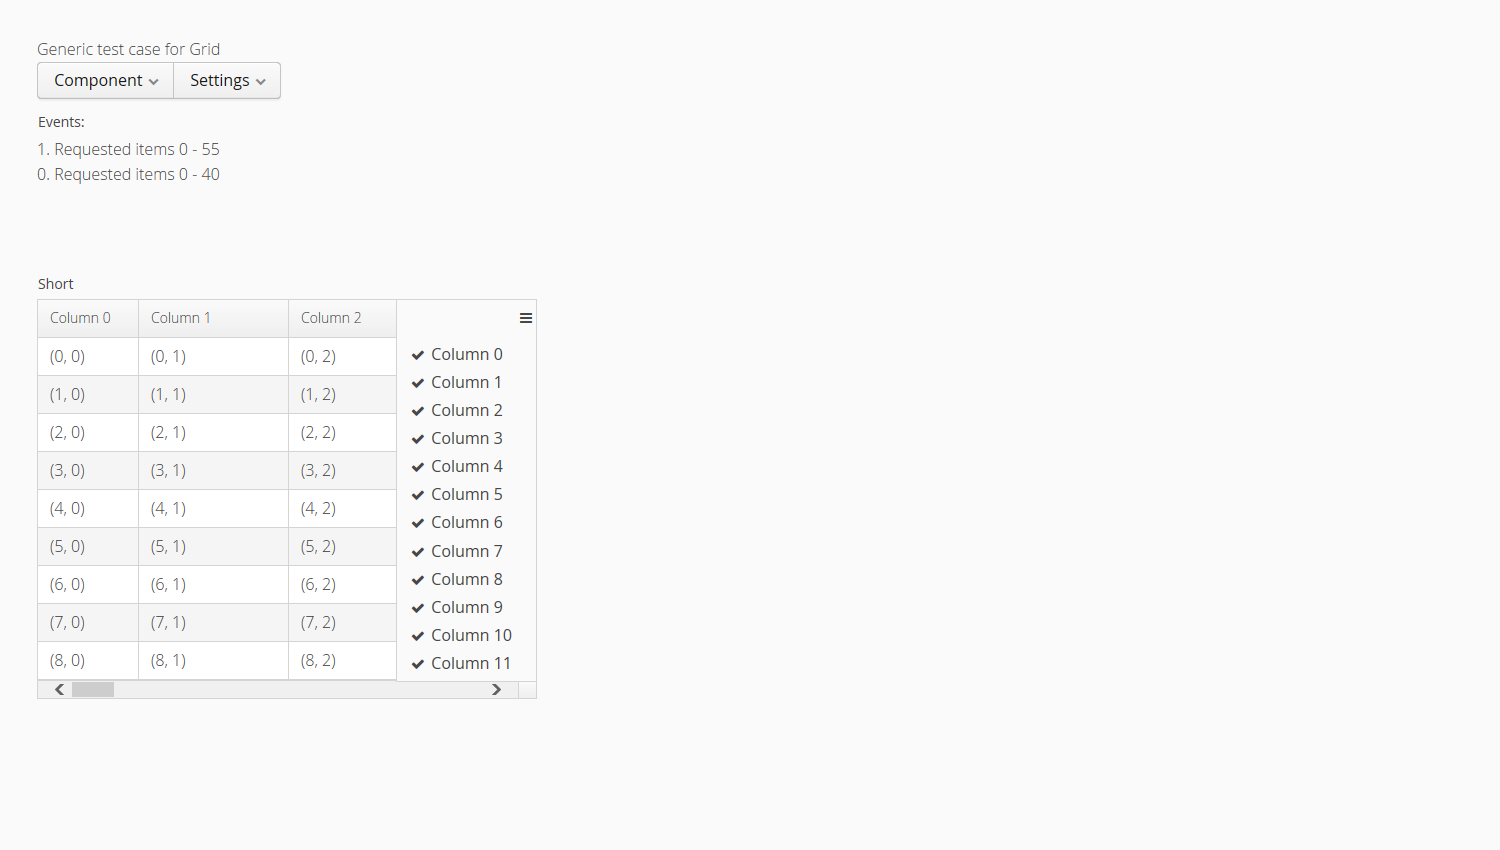 Generic test case for Grid
Component Settings
Events:
1. Requested items 0 - 55
0. Requested items 0 - 40
Short
Column 0 Column 1 Column 2
(0, 0) (0, 1) (0, 2) Column 0
Column 1
(1, 0) (1, 1) (1, 2)
Column 2
(2, 0) (2, 1) (2, 2) Column 3
(3, 0) (3, 1) (3, 2) Column 4
Column 5
(4, 0) (4, 1) (4, 2)
Column 6
(5, 0) (5, 1) (5, 2) Column 7
(6, 0) (6, 1) (6, 2) Column 8
Column 9
(7, 0) (7, 1) (7, 2)
Column 10
(8, 0) (8, 1) (8, 2) Column 11